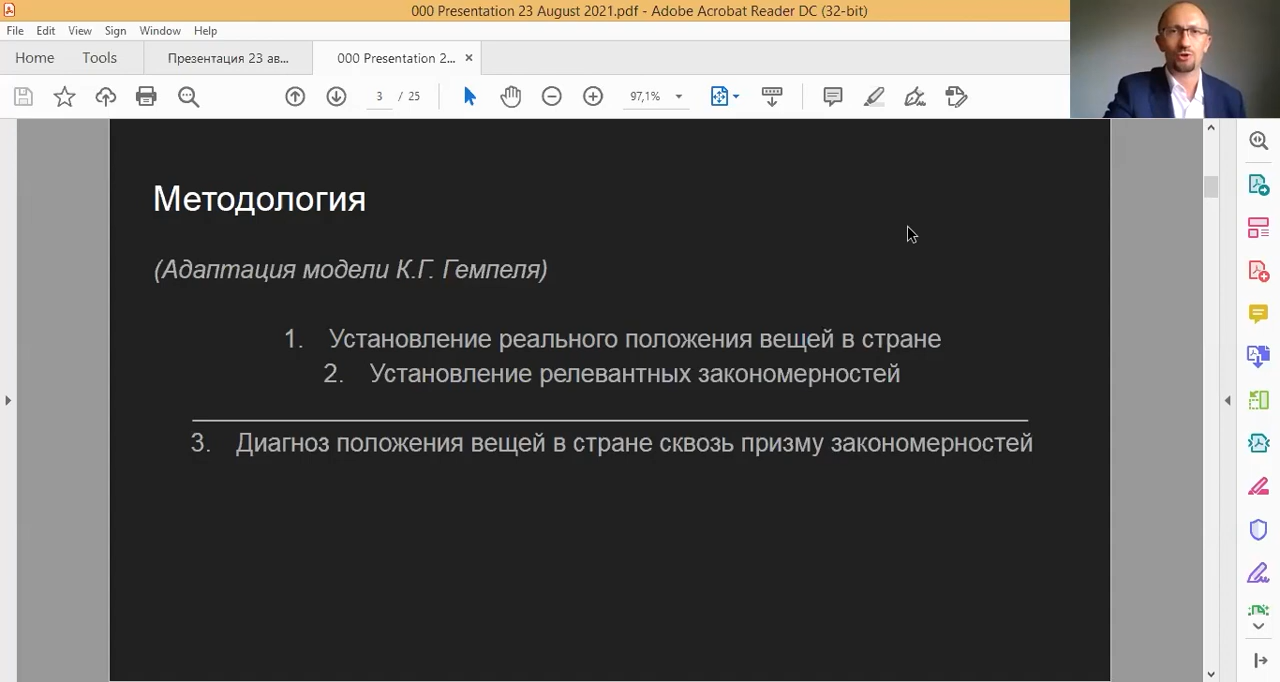 000 Presentation 23 August 2021.pdf - Adobe Acrobat Reader DC (32-bit)
File Edit View Sign Window Help
Home Tools Презентация 23 ав... 000 Presentation 2... ×
3 / 25 97,1%
Методология
(Адаптация модели К.Г. Гемпеля)
1. Установление реального положения вещей в стране
2. Установление релевантных закономерностей
3. Диагноз положения вещей в стране сквозь призму закономерностей